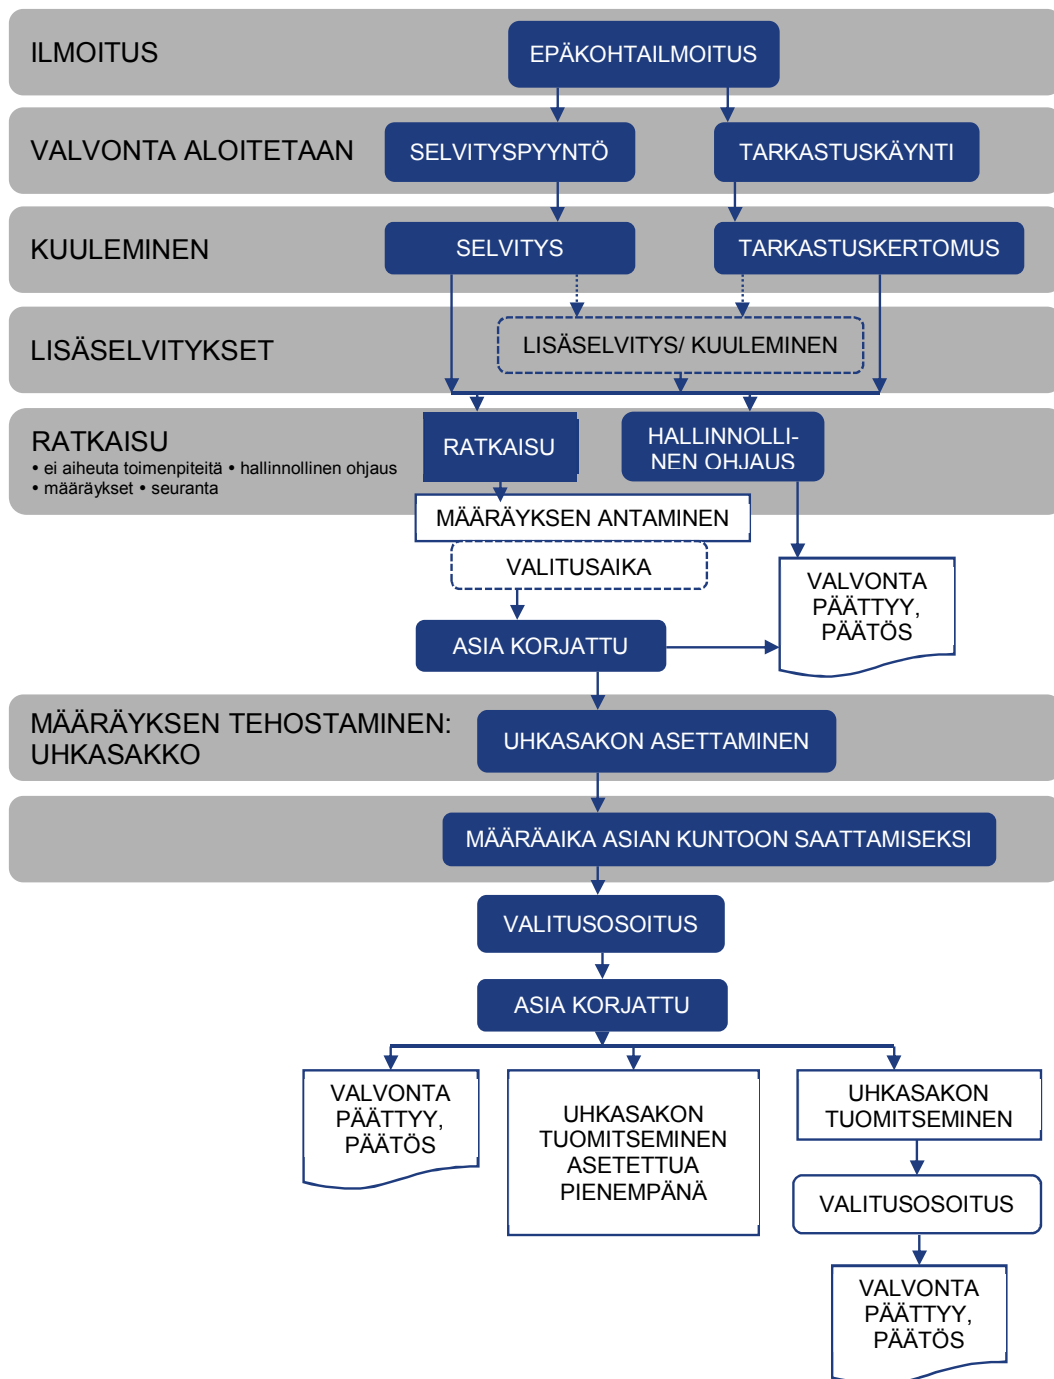 ILMOITUS
EPÄKOHTAILMOITUS
VALVONTA ALOITETAAN
SELVITYSPYYNTÖ
TARKASTUSKÄYNTI
KUULEMINEN
SELVITYS
TARKASTUSKERTOMUS
LISÄSELVITYKSET
LISÄSELVITYS/ KUULEMINEN
RATKAISU
• ei aiheuta toimenpiteitä • hallinnollinen ohjaus
• määräykset • seuranta
RATKAISU
HALLINNOLLI-
NEN OHJAUS
MÄÄRÄYKSEN ANTAMINEN
VALITUSAIKA
VALVONTA
PÄÄTTYY,
PÄÄTÖS
ASIA KORJATTU
MÄÄRÄYKSEN TEHOSTAMINEN:
UHKASAKKO
UHKASAKON ASETTAMINEN
MÄÄRÄAIKA ASIAN KUNTOON SAATTAMISEKSI
VALITUSOSOITUS
ASIA KORJATTU
VALVONTA
PÄÄTTYY,
PÄÄTÖS
UHKASAKON
TUOMITSEMINEN
ASETETTUA
PIENEMPÄNÄ
UHKASAKON
TUOMITSEMINEN
VALITUSOSOITUS
VALVONTA
PÄÄTTYY,
PÄÄTÖS